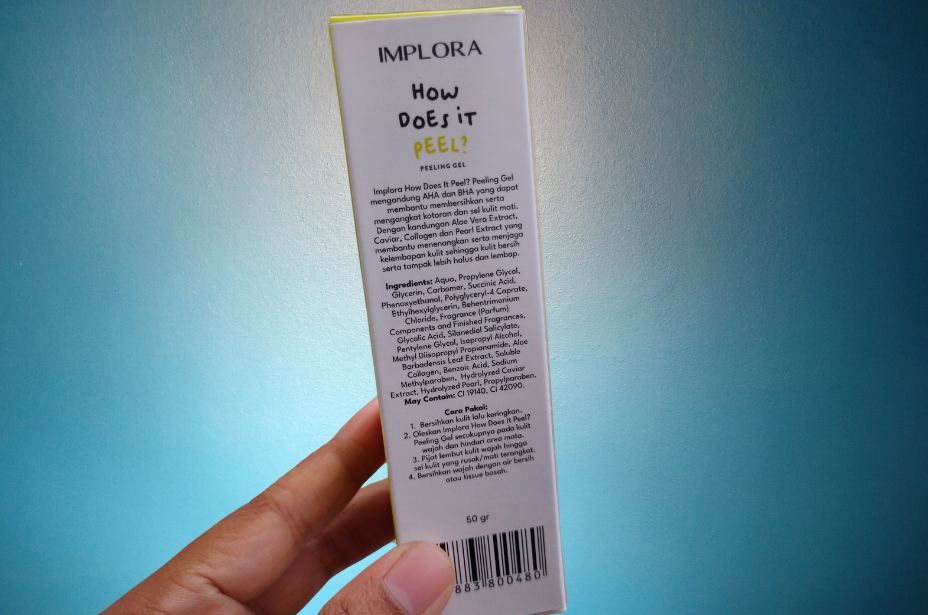 IMPLORA
HOW
DOES iT
PEEL?
PEELING GEL
Implora How Does It Peel? Peeling Gel
mengandung AHA dan BHA yang dapat
membantu membersihkan serta
mengangkat kotoran dan sel kulit mati.
Dengan kandungan Aloe Vera Extract,
Caviar, Collagen dan Pearl Extract yang
membantu menenangkan serta menjaga
kelembapan kulit sehingga kulit bersih
serta tampak lebih halus dan lembap.
Ingredients: Aqua, Propylene Glycol,
Glycerin, Carbomer, Succinic Acid,
Phenoxyethanol, Polyglyceryl-4 Caprate,
Ethylhexylglycerin, Behentrimonium
Chloride, Fragrance (Parfum)
Components and Finished Fragrances,
Glycolic Acid, Silanediol Salicylate,
Pentylene Glycol, Isopropyl Alcohol,
Methyl Diisopropyl Propionamide, Aloe
Barbadensis Leaf Extract, Soluble
Collagen, Benzoic Acid, Sodium
Methylparaben, Hydrolyzed Caviar
Extract, Hydrolyzed Pearl, Propylparaben.
May Contain: CI 19140, CI 42090.
Cara Pakai:
1. Bersihkan kulit lalu keringkan.
2. Oleskan Implora How Does It Peel?
Peeling Gel secukupnya pada kulit
wajah dan hindari area mata.
3. Pijat lembut kulit wajah hingga
sel kulit yang rusak/mati terangkat.
4. Bersihkan wajah dengan air bersih
atau tissue basah.
50 gr
883 800480